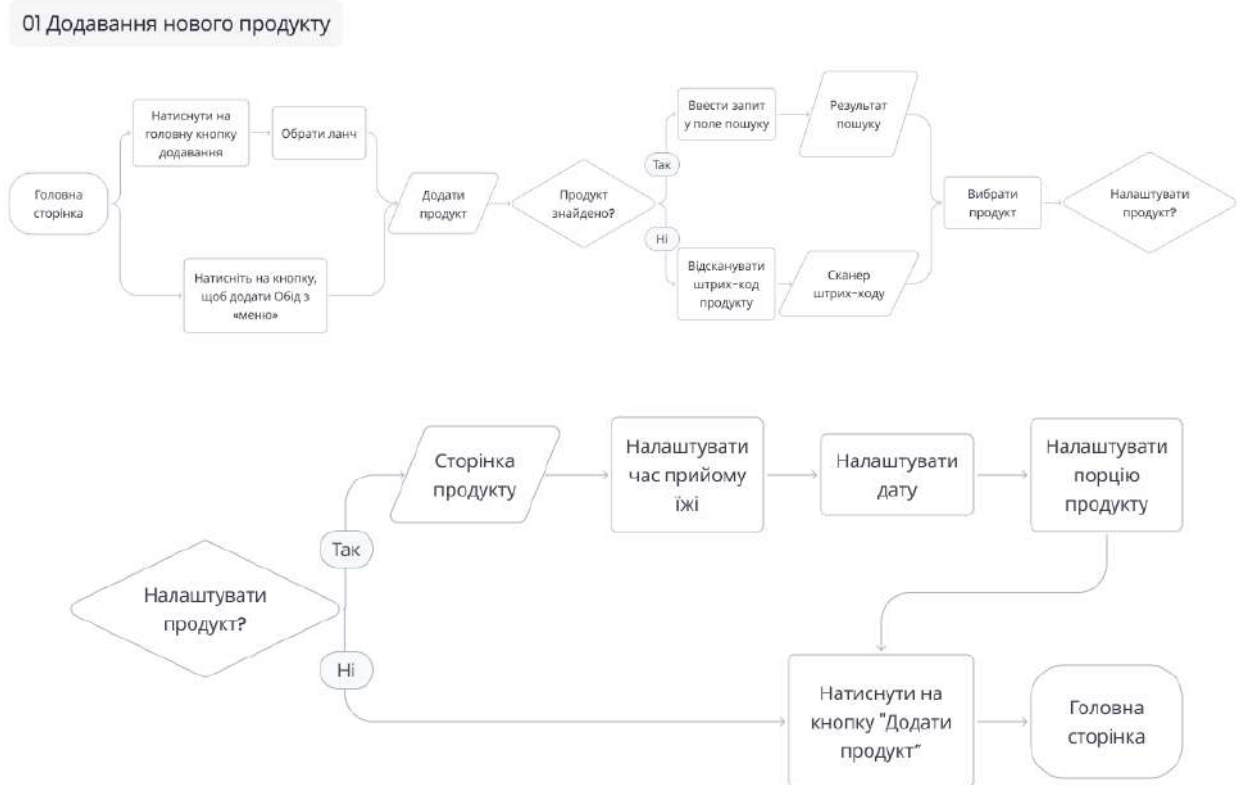 01 Додавання нового продукту
Натиснути на
головну кнопку
додавання
Обрати ланч
Ввести запит
у поле пошуку
Результат
пошуку
Так
Головна
сторінка
Додати
продукт
Продукт
знайдено?
Вибрати
продукт
Налаштувати
продукт?
Ні
Натисніть на кнопку,
щоб додати Обід з
«меню»
Відсканувати
штрих-код
продукту
Сканер
штрих-коду
Сторінка
продукту
Налаштувати
час прийому
їжі
Налаштувати
дату
Налаштувати
порцію
продукту
Так
Налаштувати
продукт?
Ні
Натиснути на
кнопку "Додати
продукт"
Головна
сторінка